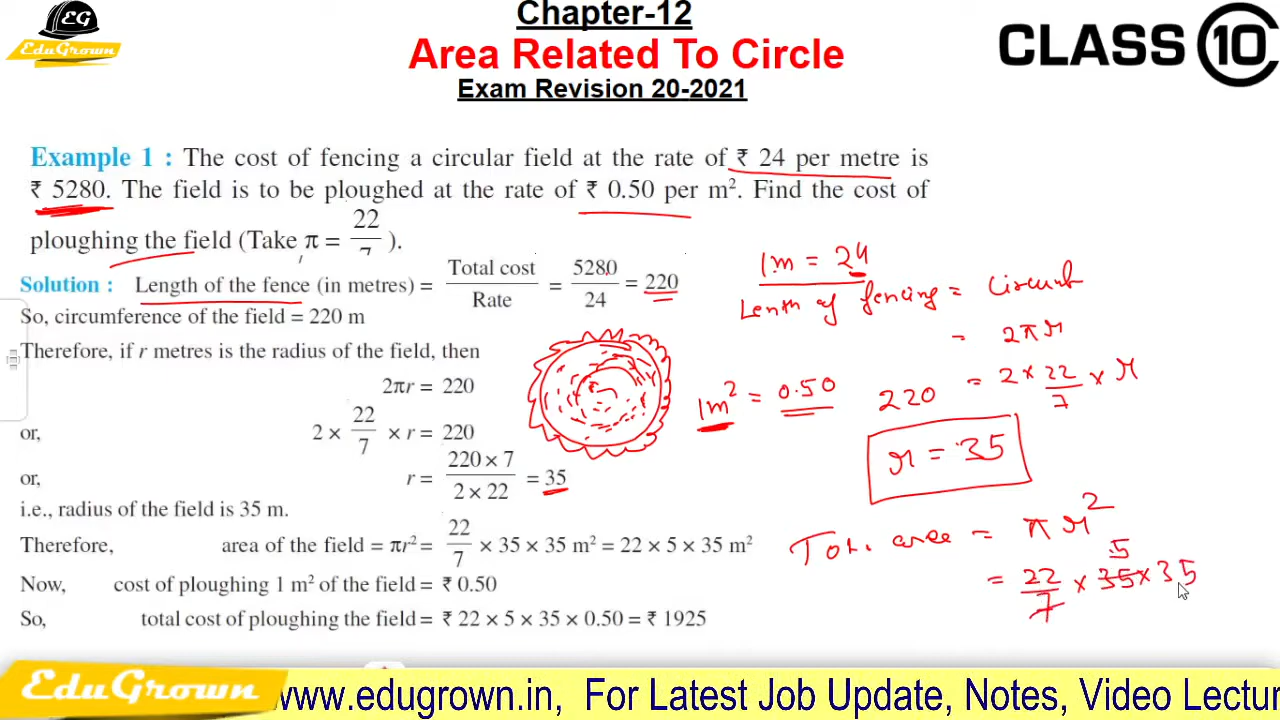 EG
EduGrown
Chapter-12
Area Related To Circle
Exam Revision 20-2021
CLASS 10
Example 1 : The cost of fencing a circular field at the rate of ₹ 24 per metre is
₹ 5280. The field is to be ploughed at the rate of ₹ 0.50 per m². Find the cost of
ploughing the field (Take π = 22/7).
Solution : Length of the fence (in metres) = Total cost/Rate = 5280/24 = 220
So, circumference of the field = 220 m
Therefore, if r metres is the radius of the field, then
2πr = 220
or, 2 × 22/7 × r = 220
or, r = 220 × 7/2 × 22 = 35
i.e., radius of the field is 35 m.
Therefore, area of the field = πr² = 22/7 × 35 × 35 m² = 22 × 5 × 35 m²
Now, cost of ploughing 1 m² of the field = ₹ 0.50
So, total cost of ploughing the field = ₹ 22 × 5 × 35 × 0.50 = ₹ 1925
1m = 24
Lenth of fencing =
= 2πr
1m² = 0.50
220 = 2 × 22/7 × r
r = 35
Tot. area = πr²
5
= 22/7 × 35 × 35
EduGrown
www.edugrown.in, For Latest Job Update, Notes, Video Lectur